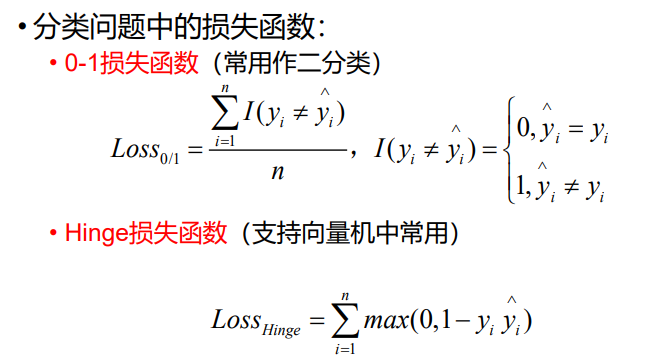 • 分类问题中的损失函数：
• 0-1损失函数（常用作二分类）
$Loss_{0/1} = \frac{\sum_{i=1}^{n} I(y_i \neq \hat{y}_i)}{n}$，$I(y_i \neq \hat{y}_i) = \begin{cases} 0, \hat{y}_i = y_i \\ 1, \hat{y}_i \neq y_i \end{cases}$
• Hinge损失函数（支持向量机中常用）
$Loss_{Hinge} = \sum_{i=1}^{n} max(0,1 - y_i \hat{y}_i)$